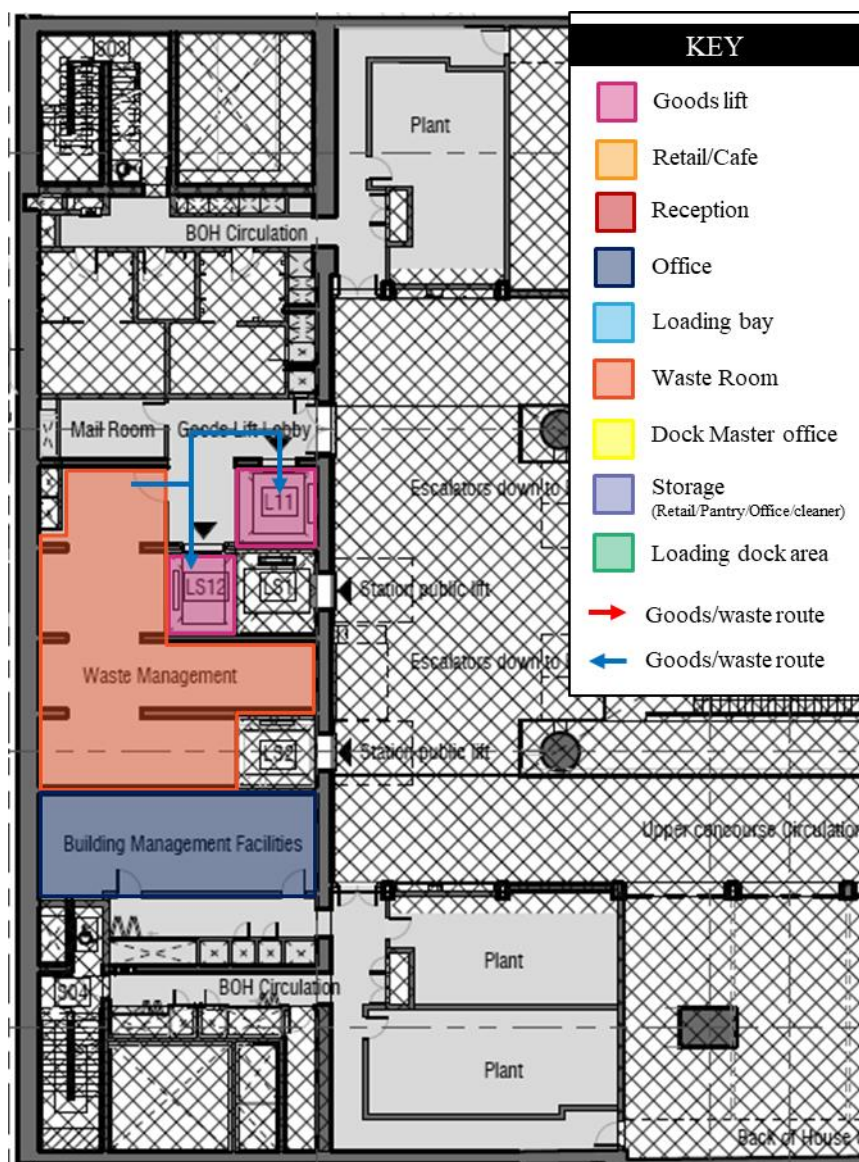 S03
Plant
BOH Circulation
Mail Room
Goods Lift Lobby
L11
Escalators down to
LS12
LS1
Station public lift
Escalators down to
Waste Management
LS2
Station public lift
Building Management Facilities
Upper concourse Circulation
Plant
S04
BOH Circulation
Plant
Back of House
KEY
Goods lift
Retail/Cafe
Reception
Office
Loading bay
Waste Room
Dock Master office
Storage
(Retail/Pantry/Office/cleaner)
Loading dock area
Goods/waste route
Goods/waste route